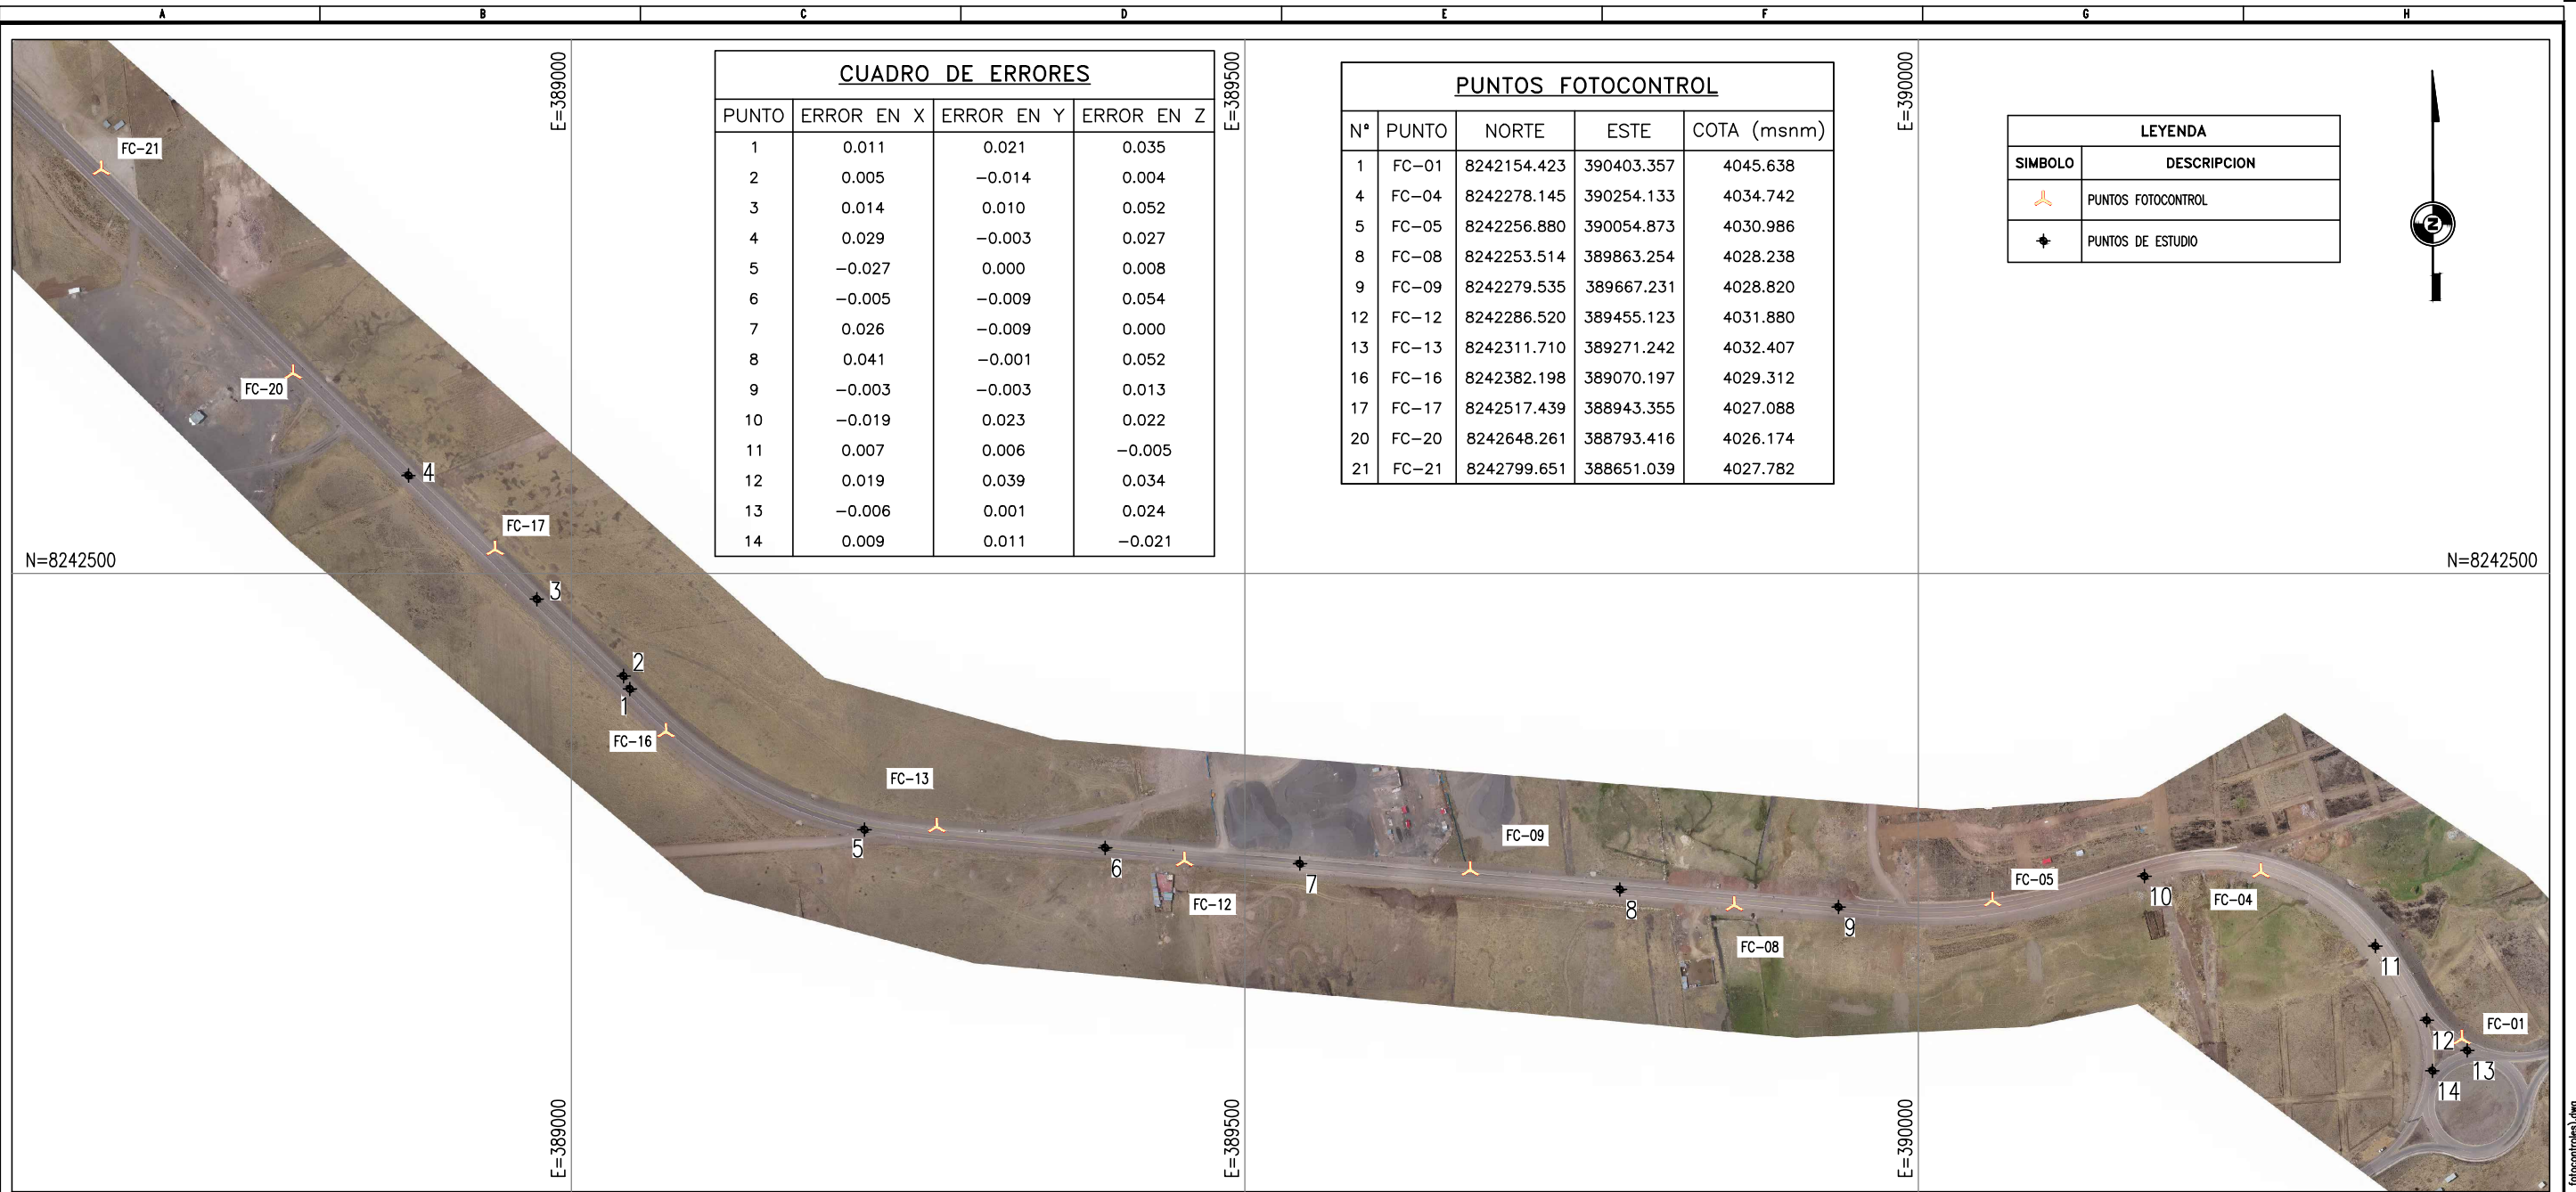 A B C D E F G H
E=389000
E=389500
E=390000
CUADRO DE ERRORES
PUNTO ERROR EN X ERROR EN Y ERROR EN Z
1 0.011 0.021 0.035
2 0.005 -0.014 0.004
3 0.014 0.010 0.052
4 0.029 -0.003 0.027
5 -0.027 0.000 0.008
6 -0.005 -0.009 0.054
7 0.026 -0.009 0.000
8 0.041 -0.001 0.052
9 -0.003 -0.003 0.013
10 -0.019 0.023 0.022
11 0.007 0.006 -0.005
12 0.019 0.039 0.034
13 -0.006 0.001 0.024
14 0.009 0.011 -0.021
PUNTOS FOTOCONTROL
Nº PUNTO NORTE ESTE COTA (msnm)
1 FC-01 8242154.423 390403.357 4045.638
4 FC-04 8242278.145 390254.133 4034.742
5 FC-05 8242256.880 390054.873 4030.986
8 FC-08 8242253.514 389863.254 4028.238
9 FC-09 8242279.535 389667.231 4028.820
12 FC-12 8242286.520 389455.123 4031.880
13 FC-13 8242311.710 389271.242 4032.407
16 FC-16 8242382.198 389070.197 4029.312
17 FC-17 8242517.439 388943.355 4027.088
20 FC-20 8242648.261 388793.416 4026.174
21 FC-21 8242799.651 388651.039 4027.782
LEYENDA
SIMBOLO DESCRIPCION
PUNTOS FOTOCONTROL
PUNTOS DE ESTUDIO
N
FC-21
FC-20
4
FC-17
N=8242500
N=8242500
3
2
1
FC-16
FC-13
5
6
FC-12
7
FC-09
8
FC-08
9
FC-05
10
FC-04
11
12
FC-01
13
14
E=389000
E=389500
E=390000
fotocontroles).dwg